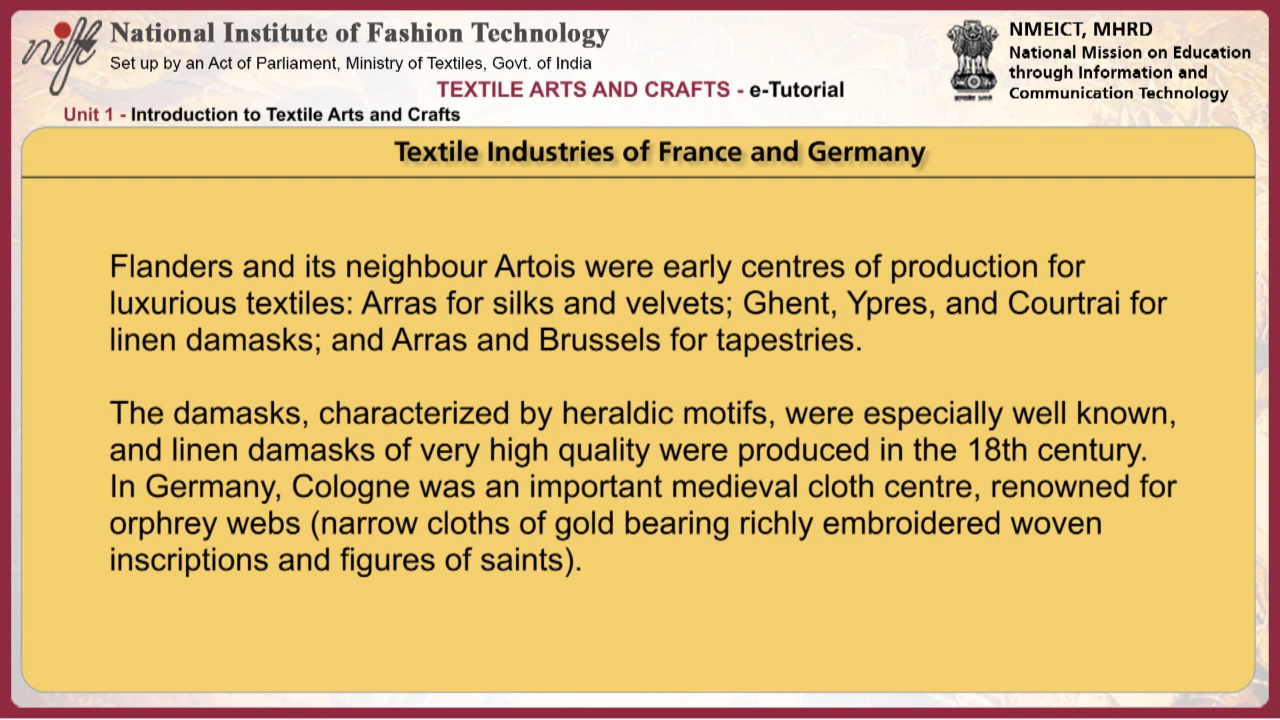 nift
National Institute of Fashion Technology
Set up by an Act of Parliament, Ministry of Textiles, Govt. of India
NMEICT, MHRD
National Mission on Education
through Information and
Communication Technology
TEXTILE ARTS AND CRAFTS - e-Tutorial
Unit 1 - Introduction to Textile Arts and Crafts
Textile Industries of France and Germany
Flanders and its neighbour Artois were early centres of production for
luxurious textiles: Arras for silks and velvets; Ghent, Ypres, and Courtrai for
linen damasks; and Arras and Brussels for tapestries.
The damasks, characterized by heraldic motifs, were especially well known,
and linen damasks of very high quality were produced in the 18th century.
In Germany, Cologne was an important medieval cloth centre, renowned for
orphrey webs (narrow cloths of gold bearing richly embroidered woven
inscriptions and figures of saints).